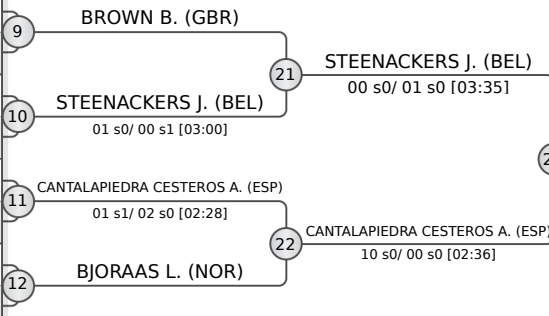 BROWN B. (GBR)
9
21
STEENACKERS J. (BEL)
00 s0/ 01 s0 [03:35]
STEENACKERS J. (BEL)
10
01 s0/ 00 s1 [03:00]
CANTALAPIEDRA CESTEROS A. (ESP)
11
01 s1/ 02 s0 [02:28]
22
CANTALAPIEDRA CESTEROS A. (ESP)
10 s0/ 00 s0 [02:36]
BJORAAS L. (NOR)
12